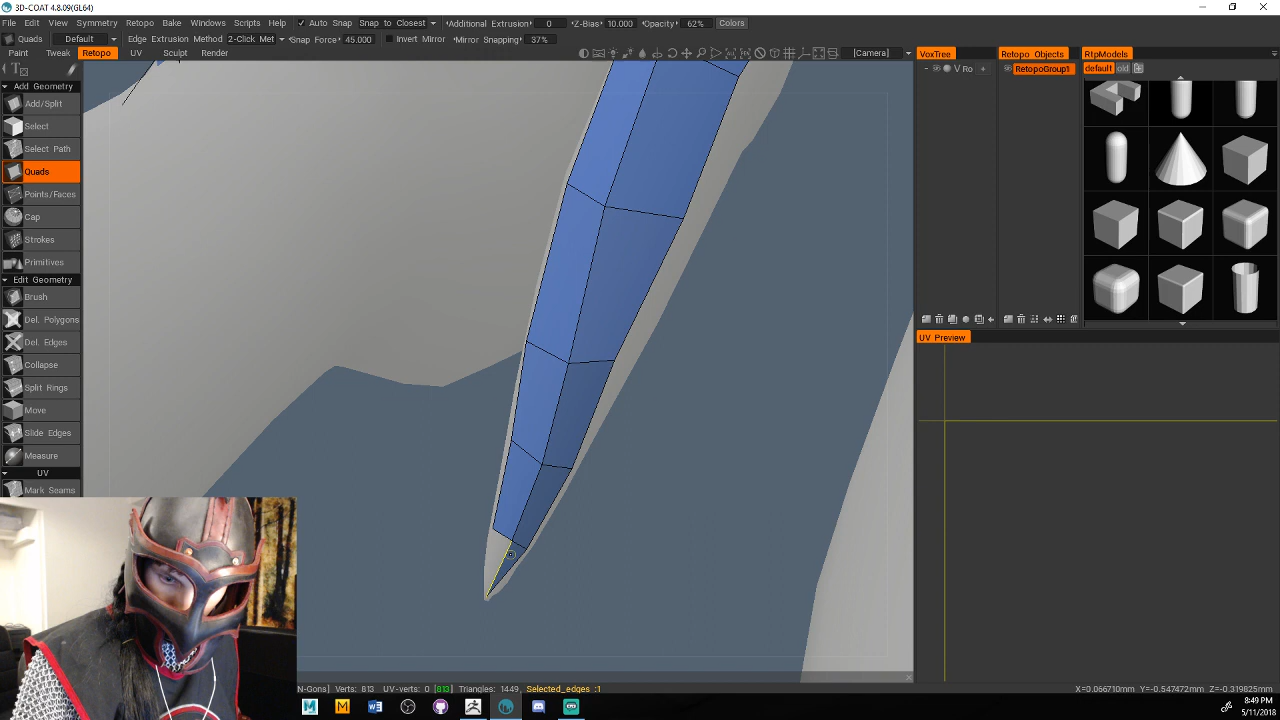 3D-COAT 4.8.09(GL64)
File Edit View Symmetry Retopo Bake Windows Scripts Help Auto Snap Snap to Closest Additional Extrusion 0 Z-Bias 10.000 Opacity 62% Colors
Quads Default Edge Extrusion Method 2-Click Met Snap Force 45.000 Invert Mirror Mirror Snapping 37%
Paint Tweak Retopo UV Sculpt Render [Camera] VoxTree Retopo Objects RtpModels
V Ro + RetopoGroup1 default old
Add Geometry
Add/Split
Select
Select Path
Quads
Points/Faces
Cap
Strokes
Primitives
Edit Geometry
Brush
Del. Polygons
Del. Edges
Collapse
Split Rings
Move
Slide Edges
Measure
UV
Mark Seams
UV Preview
N-Gons] Verts: 813 UV-verts: 0 [813] Triangles: 1449 Selected_edges :1 X=0.066710mm Y=-0.547472mm Z=-0.319825mm
8:49 PM
5/11/2018